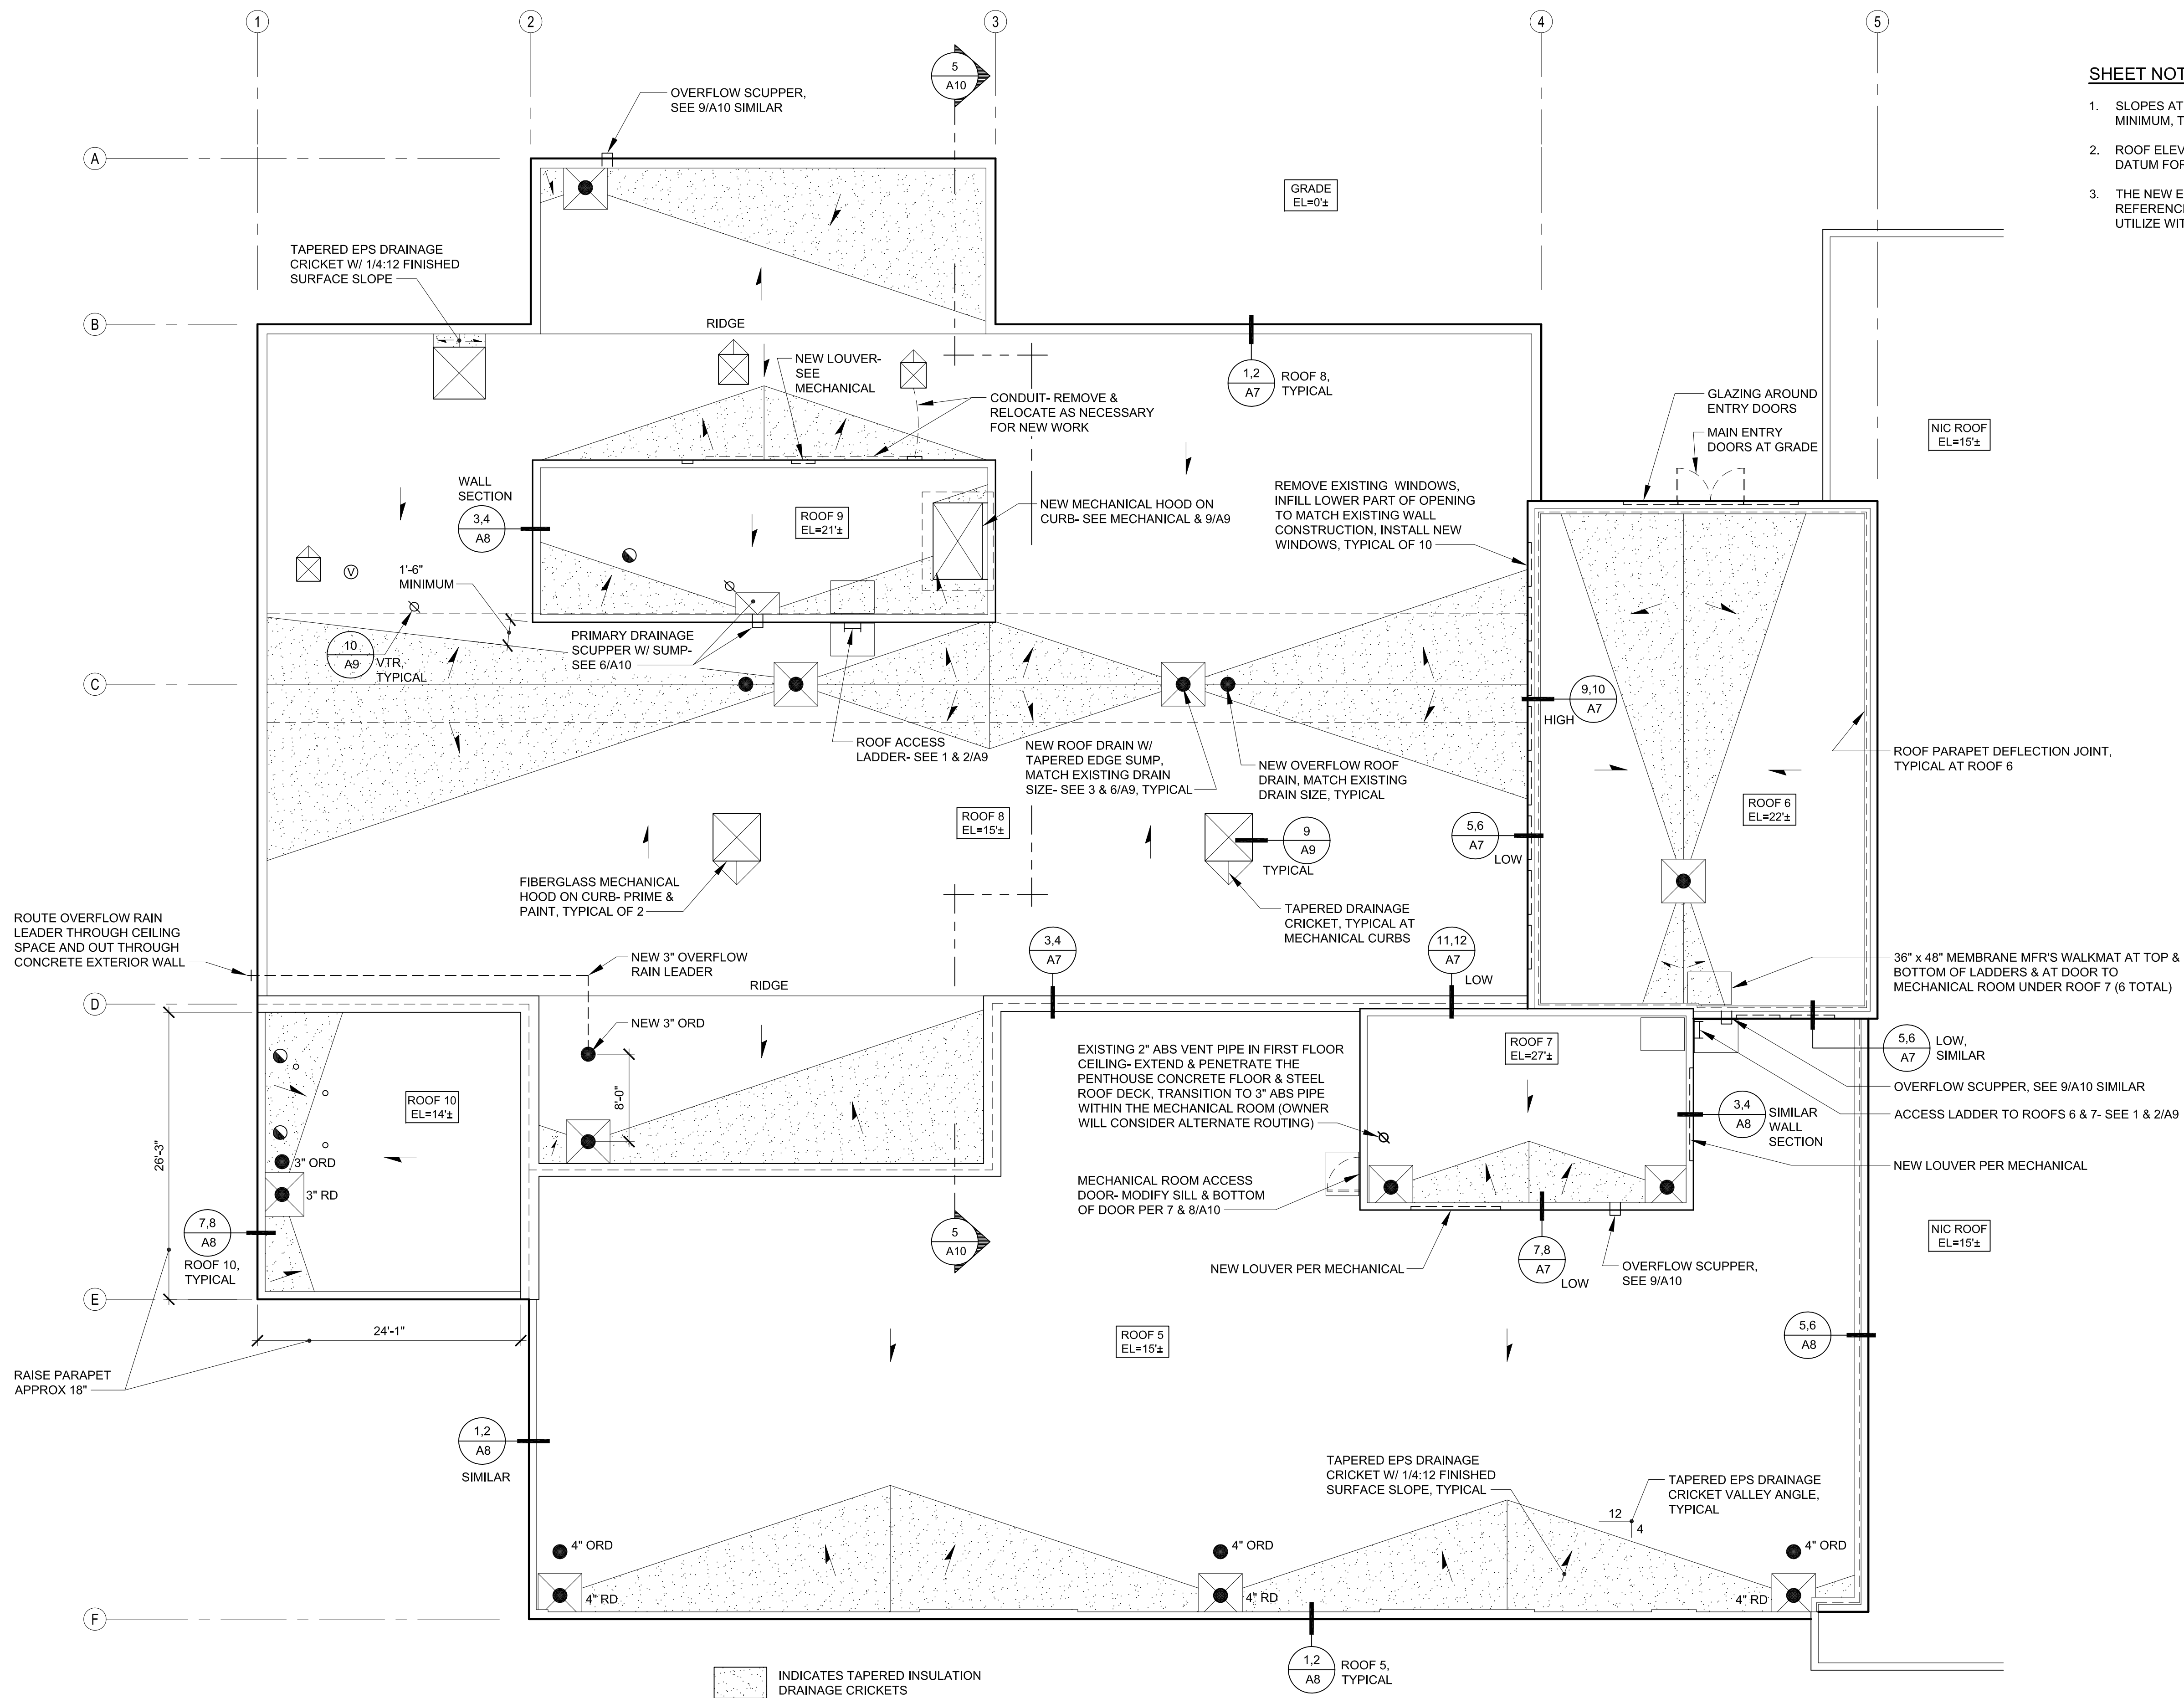 1
2
3
4
5
5
A10
OVERFLOW SCUPPER,
SEE 9/A10 SIMILAR
SHEET NOT
1. SLOPES AT
MINIMUM, T
2. ROOF ELEV
DATUM FOR
3. THE NEW E
REFERENC
UTILIZE WIT
A
GRADE
EL=0'±
TAPERED EPS DRAINAGE
CRICKET W/ 1/4:12 FINISHED
SURFACE SLOPE
B
RIDGE
NEW LOUVER-
SEE
MECHANICAL
1,2
A7
ROOF 8,
TYPICAL
CONDUIT- REMOVE &
RELOCATE AS NECESSARY
FOR NEW WORK
GLAZING AROUND
ENTRY DOORS
MAIN ENTRY
DOORS AT GRADE
NIC ROOF
EL=15'±
WALL
SECTION
3,4
A8
ROOF 9
EL=21'±
NEW MECHANICAL HOOD ON
CURB- SEE MECHANICAL & 9/A9
REMOVE EXISTING WINDOWS,
INFILL LOWER PART OF OPENING
TO MATCH EXISTING WALL
CONSTRUCTION, INSTALL NEW
WINDOWS, TYPICAL OF 10
V
1'-6"
MINIMUM
10
A9
VTR,
TYPICAL
PRIMARY DRAINAGE
SCUPPER W/ SUMP-
SEE 6/A10
C
9,10
A7
HIGH
ROOF ACCESS
LADDER- SEE 1 & 2/A9
NEW ROOF DRAIN W/
TAPERED EDGE SUMP,
MATCH EXISTING DRAIN
SIZE- SEE 3 & 6/A9, TYPICAL
NEW OVERFLOW ROOF
DRAIN, MATCH EXISTING
DRAIN SIZE, TYPICAL
ROOF PARAPET DEFLECTION JOINT,
TYPICAL AT ROOF 6
ROOF 8
EL=15'±
ROOF 6
EL=22'±
9
A9
TYPICAL
5,6
A7
LOW
FIBERGLASS MECHANICAL
HOOD ON CURB- PRIME &
PAINT, TYPICAL OF 2
TAPERED DRAINAGE
CRICKET, TYPICAL AT
MECHANICAL CURBS
ROUTE OVERFLOW RAIN
LEADER THROUGH CEILING
SPACE AND OUT THROUGH
CONCRETE EXTERIOR WALL
NEW 3" OVERFLOW
RAIN LEADER
3,4
A7
11,12
A7
LOW
36" x 48" MEMBRANE MFR'S WALKMAT AT TOP &
BOTTOM OF LADDERS & AT DOOR TO
MECHANICAL ROOM UNDER ROOF 7 (6 TOTAL)
RIDGE
D
NEW 3" ORD
8'-0"
EXISTING 2" ABS VENT PIPE IN FIRST FLOOR
CEILING- EXTEND & PENETRATE THE
PENTHOUSE CONCRETE FLOOR & STEEL
ROOF DECK, TRANSITION TO 3" ABS PIPE
WITHIN THE MECHANICAL ROOM (OWNER
WILL CONSIDER ALTERNATE ROUTING)
ROOF 7
EL=27'±
5,6
A7
LOW,
SIMILAR
OVERFLOW SCUPPER, SEE 9/A10 SIMILAR
ACCESS LADDER TO ROOFS 6 & 7- SEE 1 & 2/A9
3,4
A8
SIMILAR
WALL
SECTION
NEW LOUVER PER MECHANICAL
ROOF 10
EL=14'±
26'-3"
3" ORD
3" RD
MECHANICAL ROOM ACCESS
DOOR- MODIFY SILL & BOTTOM
OF DOOR PER 7 & 8/A10
7,8
A8
ROOF 10,
TYPICAL
5
A10
NIC ROOF
EL=15'±
NEW LOUVER PER MECHANICAL
7,8
A7
LOW
OVERFLOW SCUPPER,
SEE 9/A10
E
24'-1"
ROOF 5
EL=15'±
5,6
A8
RAISE PARAPET
APPROX 18"
1,2
A8
SIMILAR
TAPERED EPS DRAINAGE
CRICKET W/ 1/4:12 FINISHED
SURFACE SLOPE, TYPICAL
TAPERED EPS DRAINAGE
CRICKET VALLEY ANGLE,
TYPICAL
12
4
4" ORD
4" ORD
4" ORD
4" RD
4" RD
4" RD
F
1,2
A8
ROOF 5,
TYPICAL
INDICATES TAPERED INSULATION
DRAINAGE CRICKETS